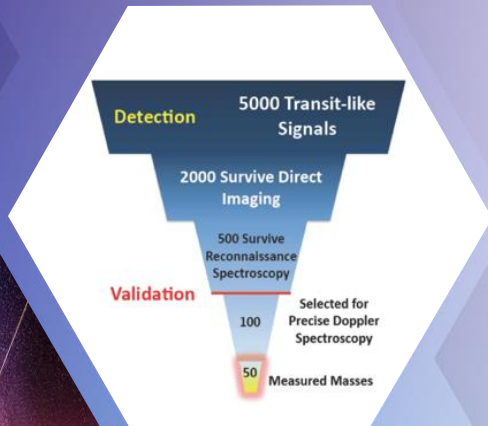 Detection
5000 Transit-like
Signals
2000 Survive Direct
Imaging
500 Survive
Reconnaissance
Spectroscopy
Validation
100
Selected for
Precise Doppler
Spectroscopy
50
Measured Masses